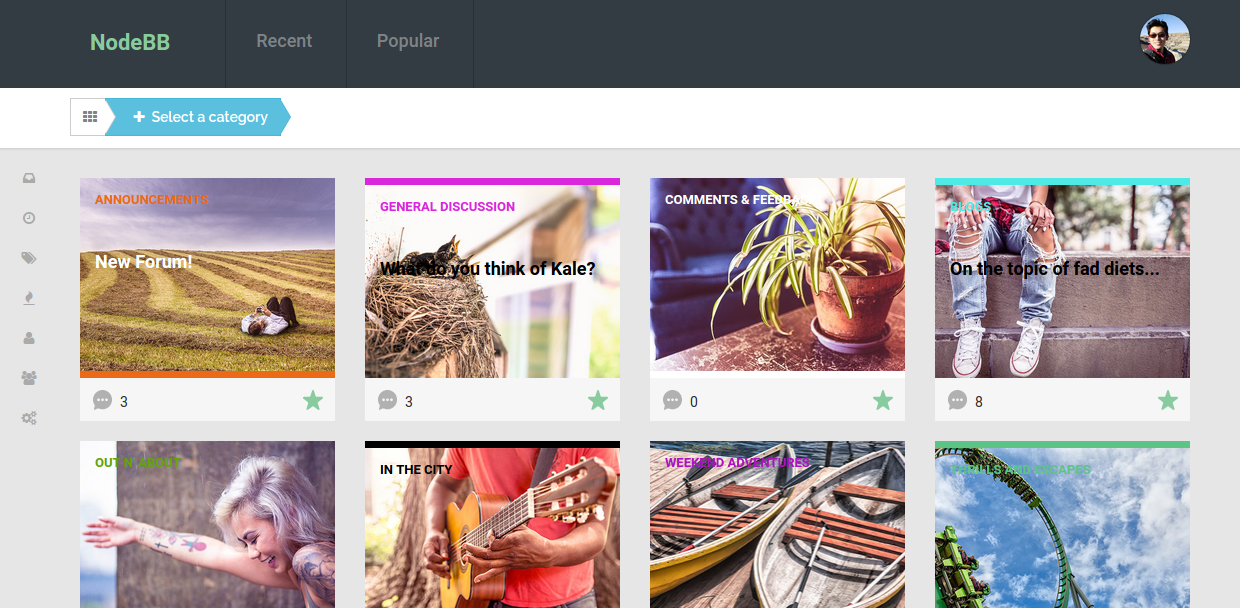 NodeBB
Recent
Popular
Select a category
ANNOUNCEMENTS
New Forum!
3
GENERAL DISCUSSION
What do you think of Kale?
3
COMMENTS & FEEDBACK
0
BLOGS
On the topic of fad diets...
8
OUT N' ABOUT
IN THE CITY
WEEKEND ADVENTURES
THRILLS AND ESCAPES